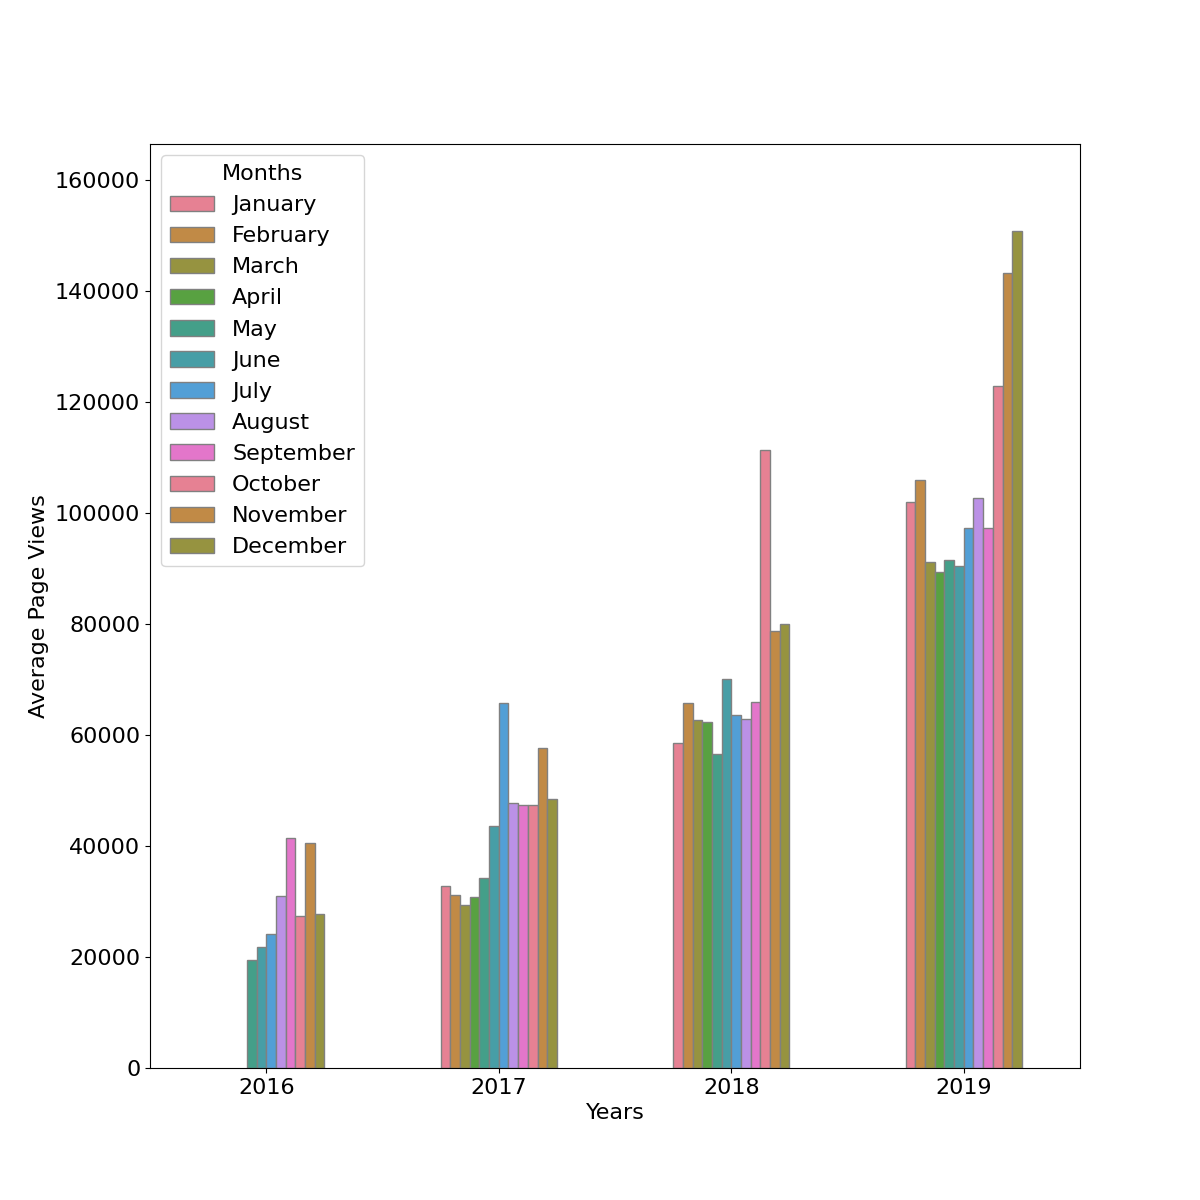 Months
January
February
March
April
May
June
July
August
September
October
November
December
160000
140000
120000
100000
80000
60000
40000
20000
0
Average Page Views
2016 2017 2018 2019
Years